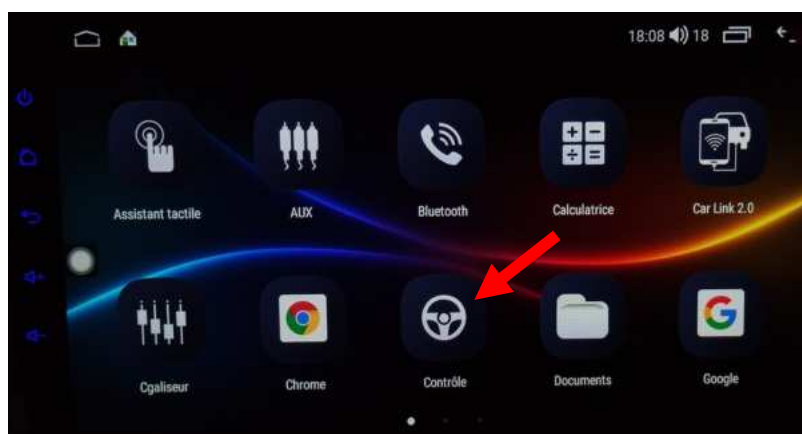 18:08 18
Assistant tactile AUX Bluetooth Calculatrice Car Link 2.0
Cgaliseur Chrome Contrôle Documents Google